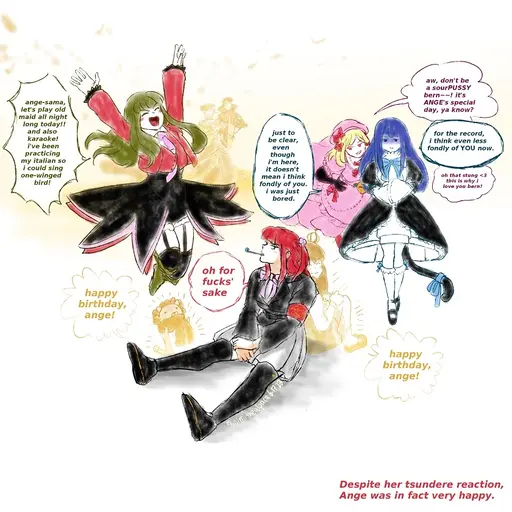 ange-sama,
let's play old
maid all night
long today!!
and also
karaoke!
i've been
practicing
my italian so
i could sing
one-winged
bird!
aw, don't be
a sourPUSSY
bern~~! it's
ANGE's special
day, ya know?
just to
be clear,
even
though
i'm here,
it doesn't
mean i think
fondly of you.
i was just
bored.
for the record,
i think even less
fondly of YOU now.
oh that stung <3
this is why i
love you bern!
oh for
fucks'
sake
happy
birthday,
ange!
happy
birthday,
ange!
Despite her tsundere reaction,
Ange was in fact very happy.